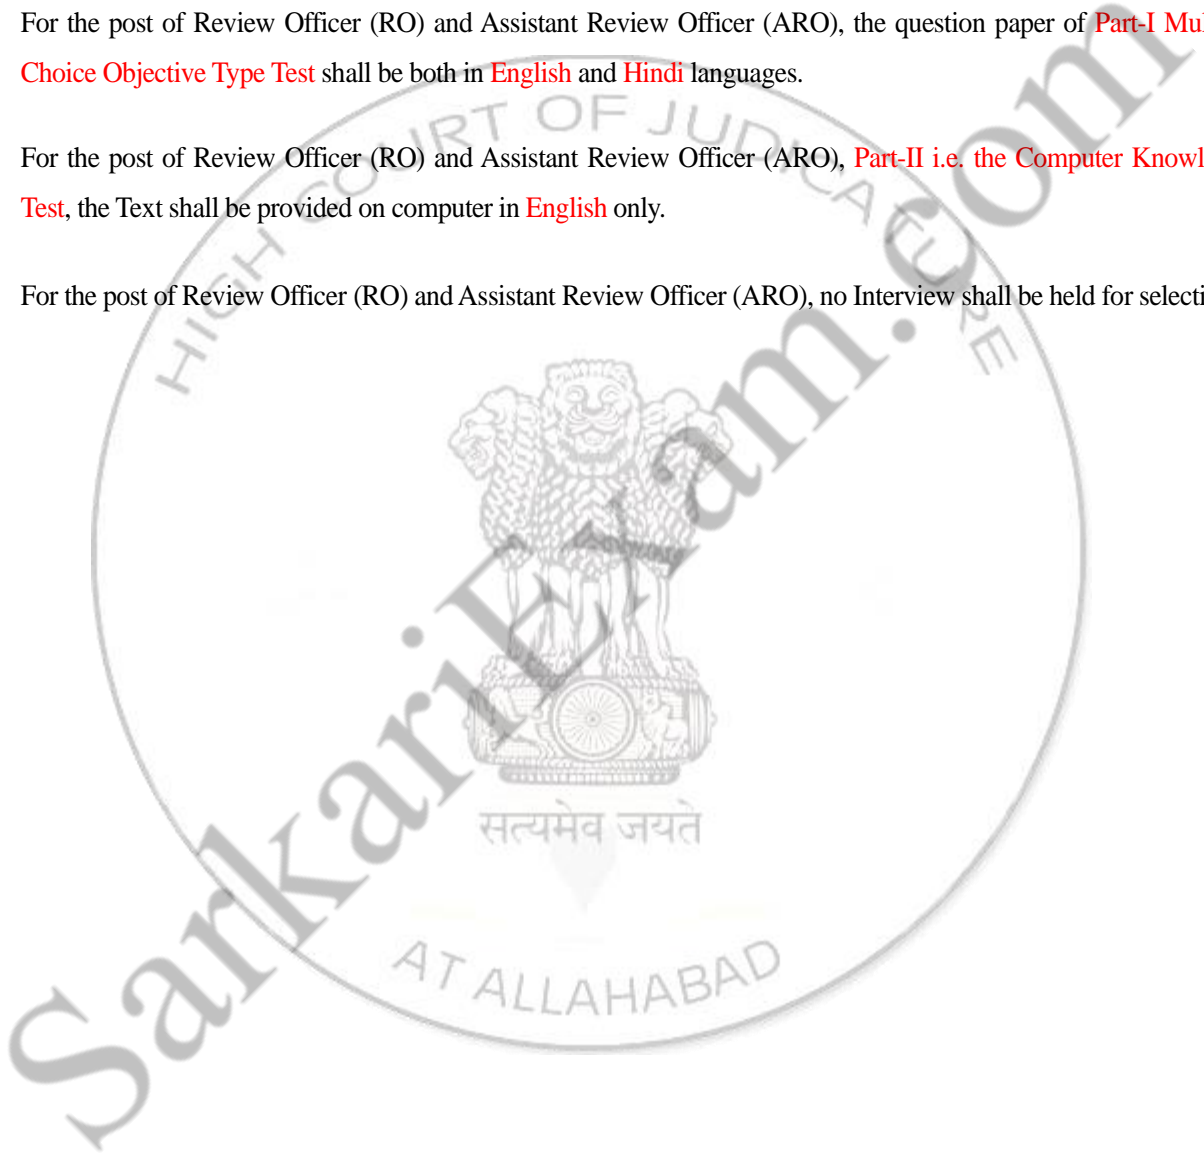 For the post of Review Officer (RO) and Assistant Review Officer (ARO), the question paper of Part-I Mu
Choice Objective Type Test shall be both in English and Hindi languages.
For the post of Review Officer (RO) and Assistant Review Officer (ARO), Part-II i.e. the Computer Knowl
Test, the Text shall be provided on computer in English only.
For the post of Review Officer (RO) and Assistant Review Officer (ARO), no Interview shall be held for selecti
HIGH COURT OF JUDICATURE
सत्यमेव जयते
AT ALLAHABAD
SarkariExam.com